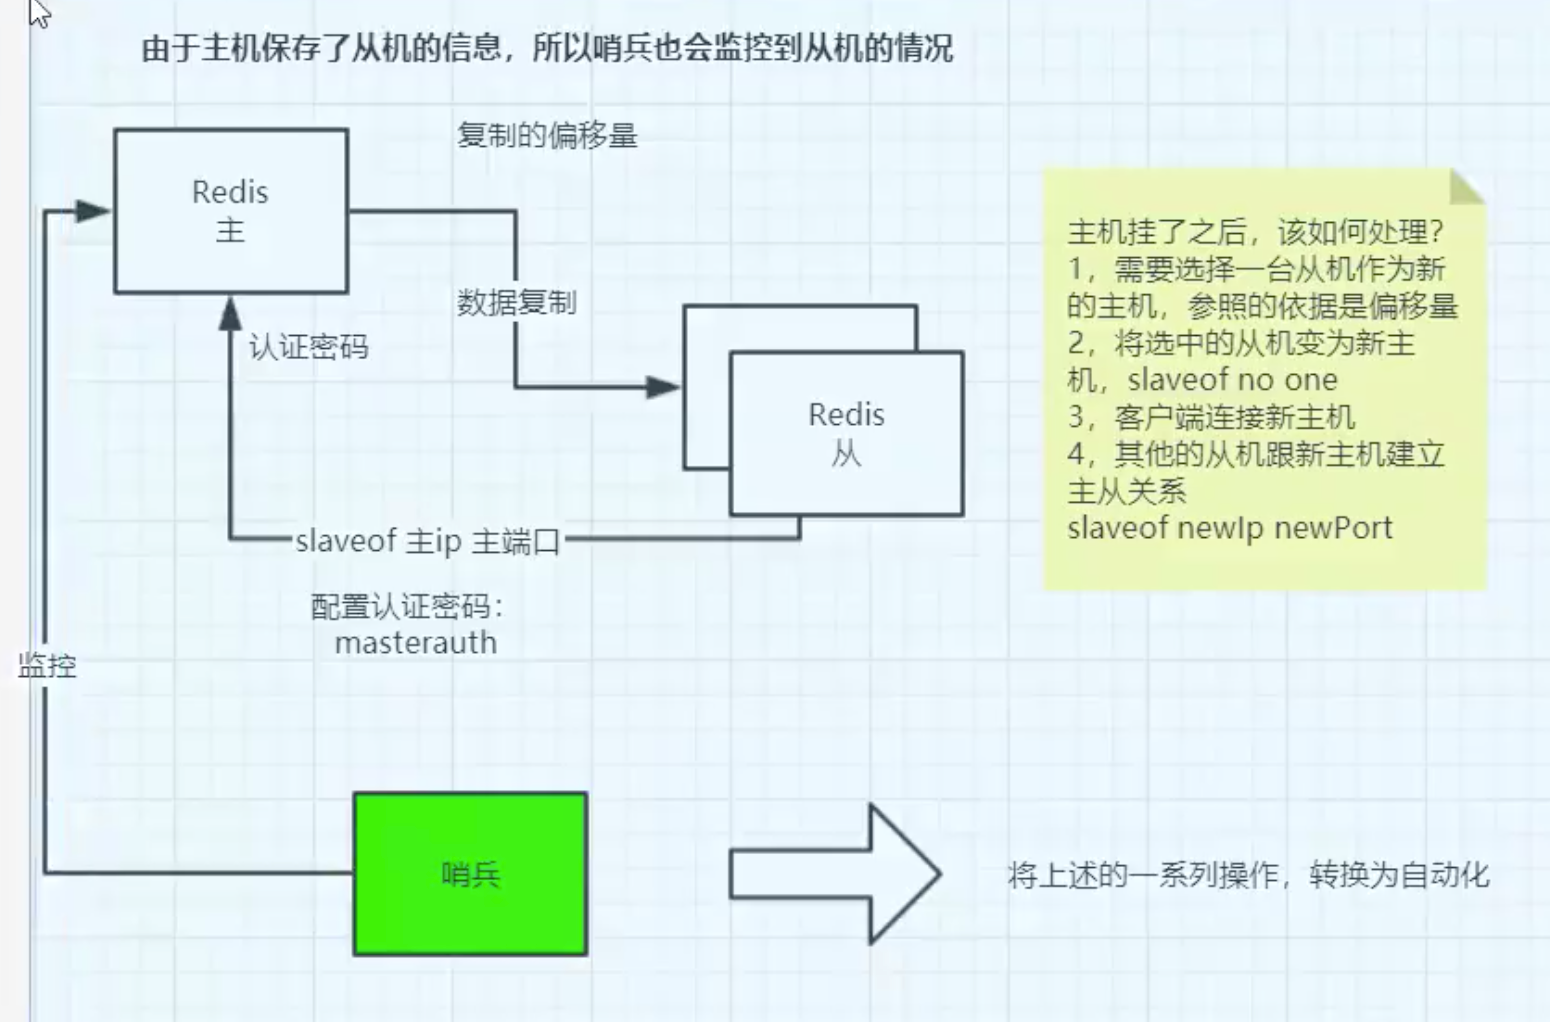 由于主机保存了从机的信息，所以哨兵也会监控到从机的情况
复制的偏移量
Redis
主
数据复制
认证密码
Redis
从
slaveof 主ip 主端口
配置认证密码：
masterauth
监控
主机挂了之后，该如何处理？
1，需要选择一台从机作为新
的主机，参照的依据是偏移量
2，将选中的从机变为新主
机，slaveof no one
3，客户端连接新主机
4，其他的从机跟新主机建立
主从关系
slaveof newIp newPort
哨兵
将上述的一系列操作，转换为自动化